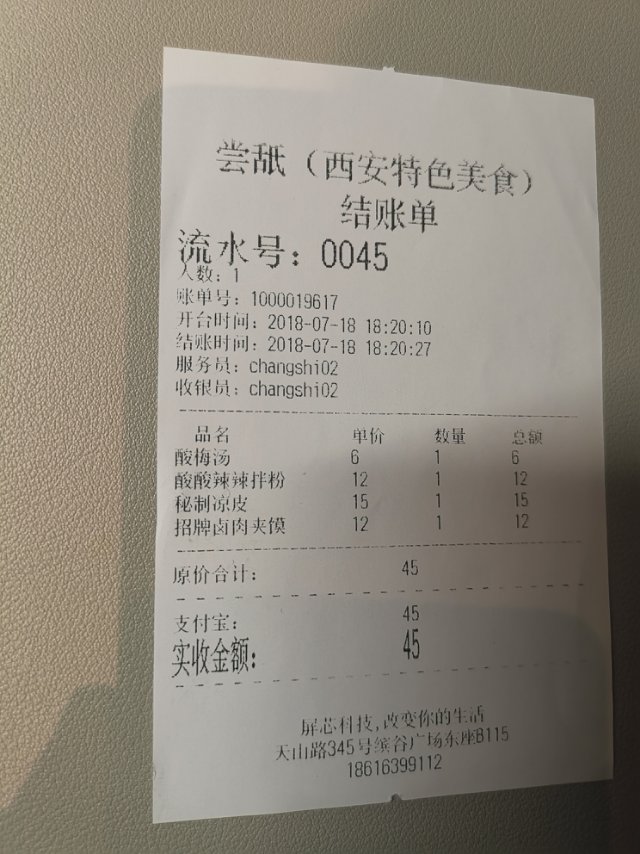 尝舐（西安特色美食）
结账单
流水号：0045
人数：1
账单号：1000019617
开台时间：2018-07-18 18:20:10
结账时间：2018-07-18 18:20:27
服务员：changshi02
收银员：changshi02
品名 单价 数量 总额
酸梅汤 6 1 6
酸酸辣辣拌粉 12 1 12
秘制凉皮 15 1 15
招牌卤肉夹馍 12 1 12
原价合计： 45
支付宝： 45
实收金额： 45
屏芯科技,改变你的生活
天山路345号缤谷广场东座B115
18616399112